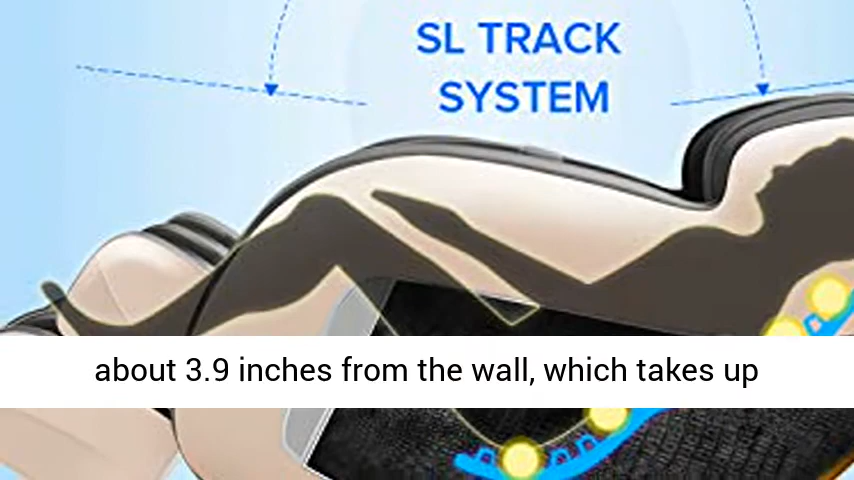 SL TRACK
SYSTEM
about 3.9 inches from the wall, which takes up